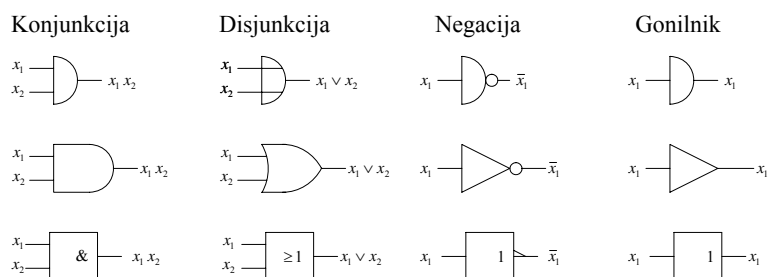 Konjunkcija Disjunkcija Negacija Gonilnik
x₁ x₁ x₁ x̄₁ x₁ x₁
x₂ x₁ x₂ x₂ x₁ ∨ x₂
x₁ x₁ x₁ x̄₁ x₁ x₁
x₂ x₁ x₂ x₂ x₁ ∨ x₂
x₁ & x₁ x₂ x₁ ≥1 x₁ ∨ x₂ x₁ 1 x̄₁ x₁ 1 x₁
x₂ x₂